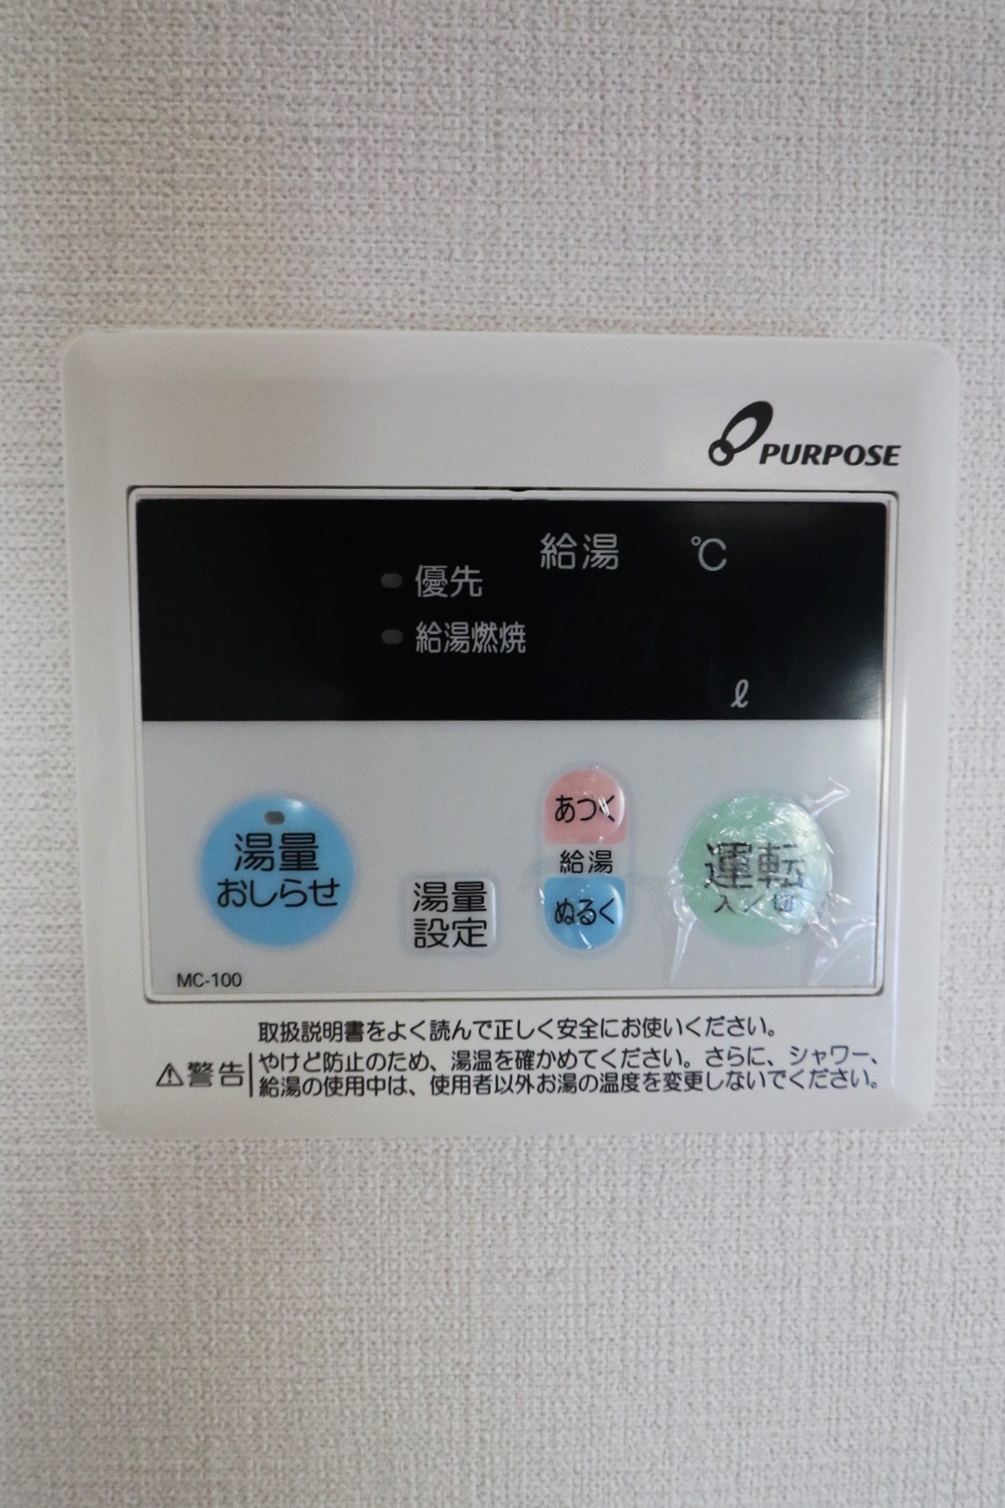 PURPOSE
給湯 ℃
優先
給湯燃焼
ℓ
湯量
おしらせ
湯量
設定
あつく
給湯
ぬるく
運転
入／切
MC-100
取扱説明書をよく読んで正しく安全にお使いください。
⚠警告
やけど防止のため、湯温を確かめてください。さらに、シャワー、
給湯の使用中は、使用者以外お湯の温度を変更しないでください。